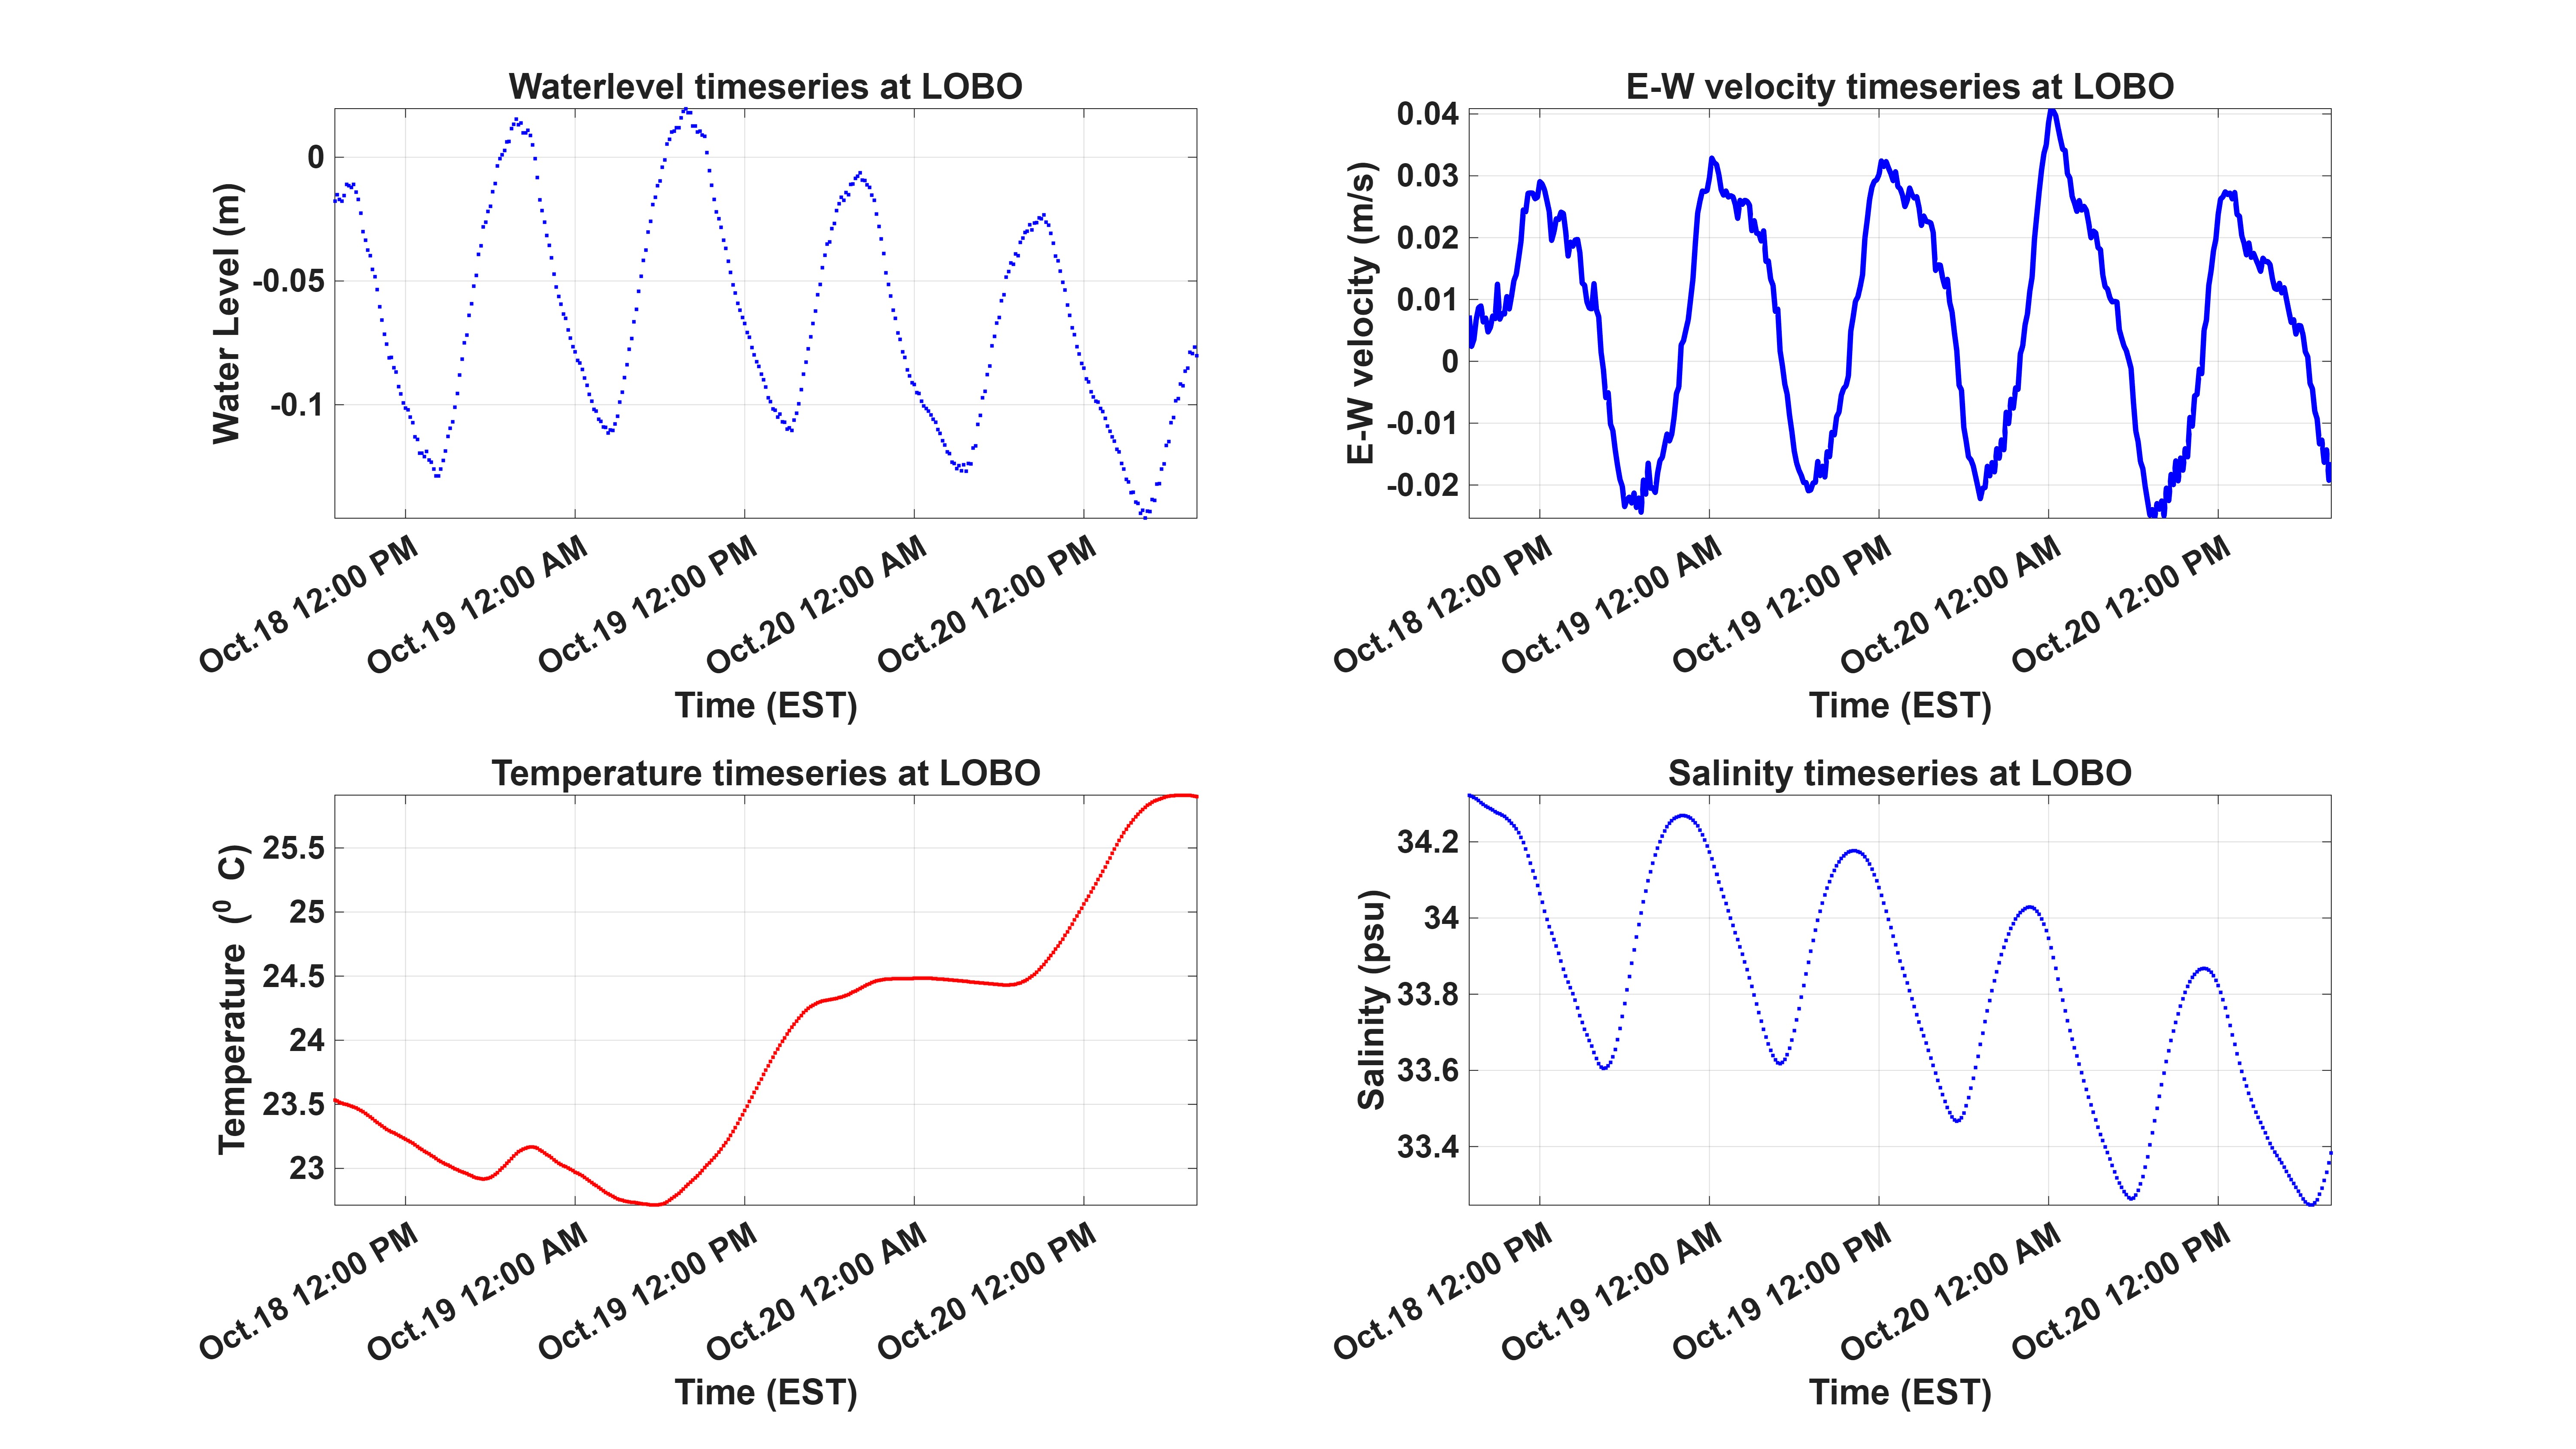 Waterlevel timeseries at LOBO
Water Level (m)
0
-0.05
-0.1
Oct.18 12:00 PM
Oct.19 12:00 AM
Oct.19 12:00 PM
Oct.20 12:00 AM
Oct.20 12:00 PM
Time (EST)
E-W velocity timeseries at LOBO
E-W velocity (m/s)
0.04
0.03
0.02
0.01
0
-0.01
-0.02
Oct.18 12:00 PM
Oct.19 12:00 AM
Oct.19 12:00 PM
Oct.20 12:00 AM
Oct.20 12:00 PM
Time (EST)
Temperature timeseries at LOBO
Temperature (⁰ C)
25.5
25
24.5
24
23.5
23
Oct.18 12:00 PM
Oct.19 12:00 AM
Oct.19 12:00 PM
Oct.20 12:00 AM
Oct.20 12:00 PM
Time (EST)
Salinity timeseries at LOBO
Salinity (psu)
34.2
34
33.8
33.6
33.4
Oct.18 12:00 PM
Oct.19 12:00 AM
Oct.19 12:00 PM
Oct.20 12:00 AM
Oct.20 12:00 PM
Time (EST)